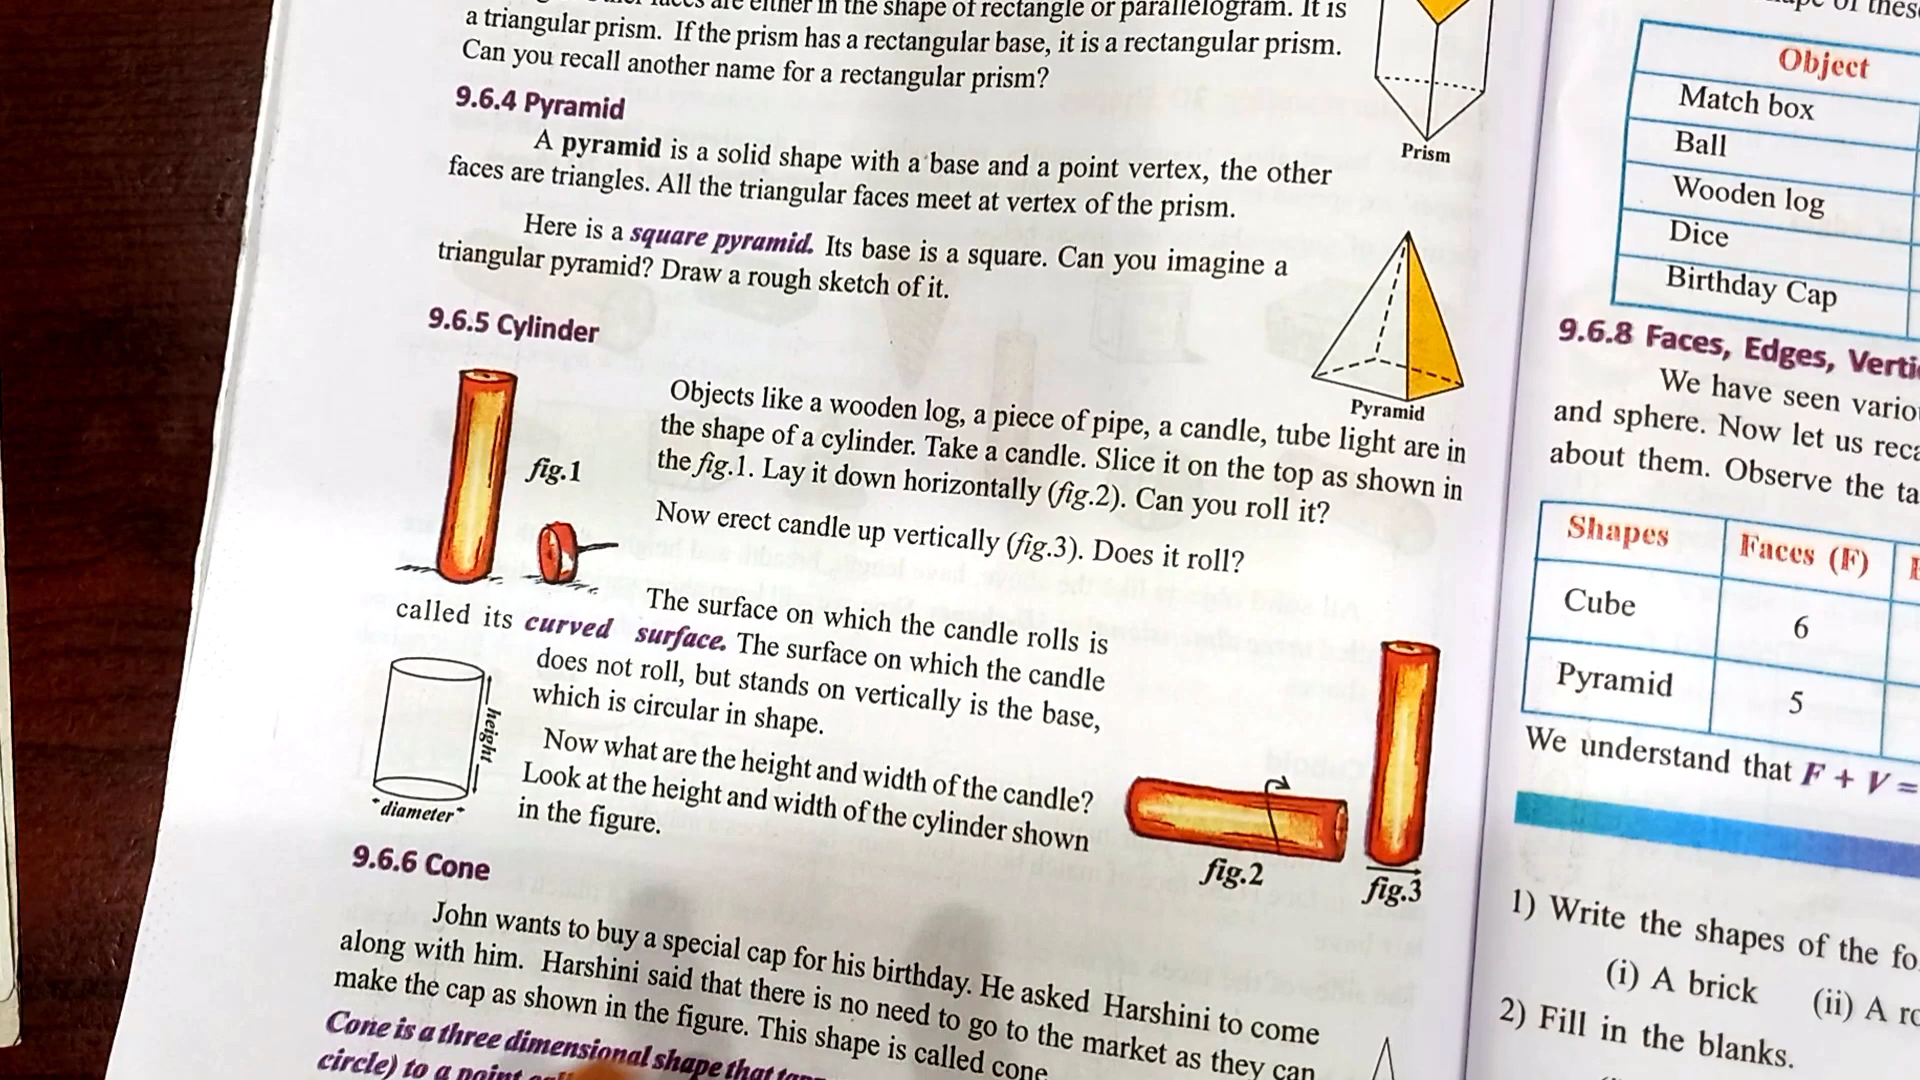 faces are either in the shape of rectangle or parallelogram. It is
a triangular prism. If the prism has a rectangular base, it is a rectangular prism.
Can you recall another name for a rectangular prism?
Prism
9.6.4 Pyramid
A pyramid is a solid shape with a base and a point vertex, the other
faces are triangles. All the triangular faces meet at vertex of the prism.
Here is a square pyramid. Its base is a square. Can you imagine a
triangular pyramid? Draw a rough sketch of it.
Pyramid
9.6.5 Cylinder
Objects like a wooden log, a piece of pipe, a candle, tube light are in
the shape of a cylinder. Take a candle. Slice it on the top as shown in
the fig.1. Lay it down horizontally (fig.2). Can you roll it?
fig.1
Now erect candle up vertically (fig.3). Does it roll?
The surface on which the candle rolls is
called its curved surface. The surface on which the candle
does not roll, but stands on vertically is the base,
which is circular in shape.
height
diameter
Now what are the height and width of the candle?
Look at the height and width of the cylinder shown
in the figure.
fig.2
fig.3
9.6.6 Cone
John wants to buy a special cap for his birthday. He asked Harshini to come
along with him. Harshini said that there is no need to go to the market as they can
make the cap as shown in the figure. This shape is called cone
Cone is a three dimensional shape that
circle) to a point
of
Object
Match box
Ball
Wooden log
Dice
Birthday Cap
9.6.8 Faces, Edges,
We have seen
and sphere. Now let us
about them. Observe the
Shapes
Faces (F)
Cube
6
Pyramid
5
We understand that F + V =
1) Write the shapes of the
(i) A brick
(ii) A
2) Fill in the blanks.